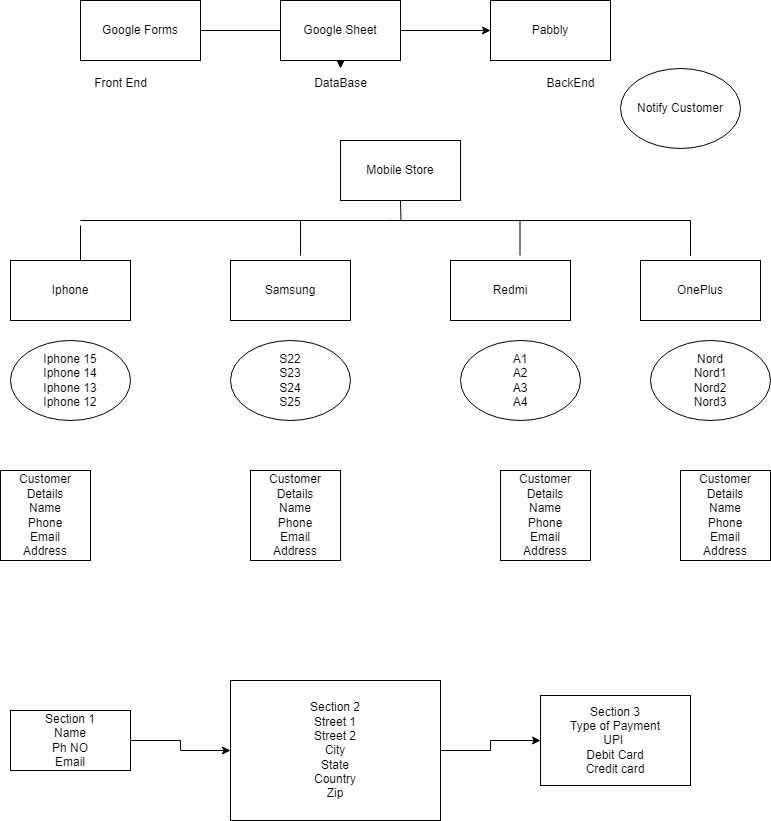 Google Forms
Google Sheet
Pabbly
Front End
DataBase
BackEnd
Notify Customer
Mobile Store
Iphone
Samsung
Redmi
OnePlus
Iphone 15
Iphone 14
Iphone 13
Iphone 12
S22
S23
S24
S25
A1
A2
A3
A4
Nord
Nord1
Nord2
Nord3
Customer
Details
Name
Phone
Email
Address
Customer
Details
Name
Phone
Email
Address
Customer
Details
Name
Phone
Email
Address
Customer
Details
Name
Phone
Email
Address
Section 1
Name
Ph NO
Email
Section 2
Street 1
Street 2
City
State
Country
Zip
Section 3
Type of Payment
UPI
Debit Card
Credit card